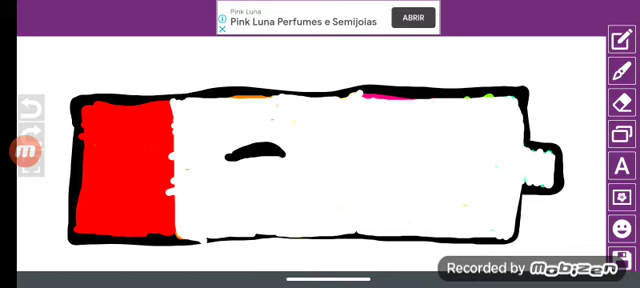 Pink Luna
Pink Luna Perfumes e Semijoias
ABRIR
A
M
Recorded by mobizen